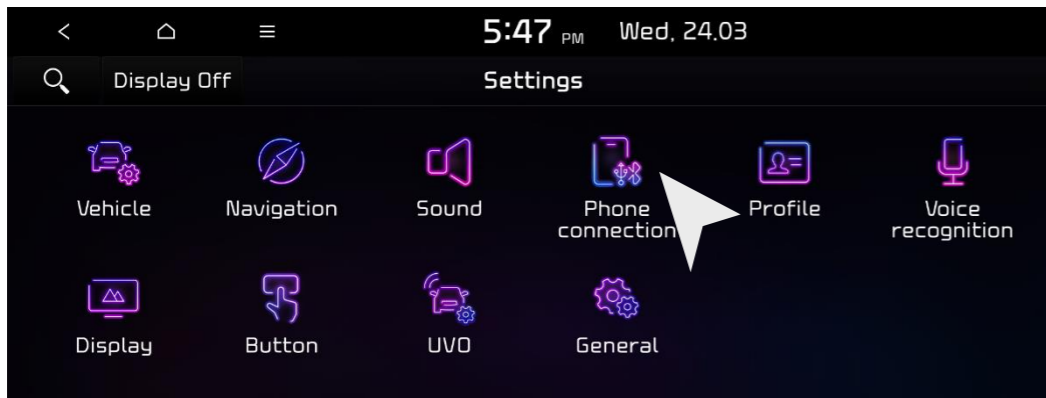 5:47 PM Wed, 24.03
Display Off
Settings
Vehicle
Navigation
Sound
Phone
connection
Profile
Voice
recognition
Display
Button
UVO
General